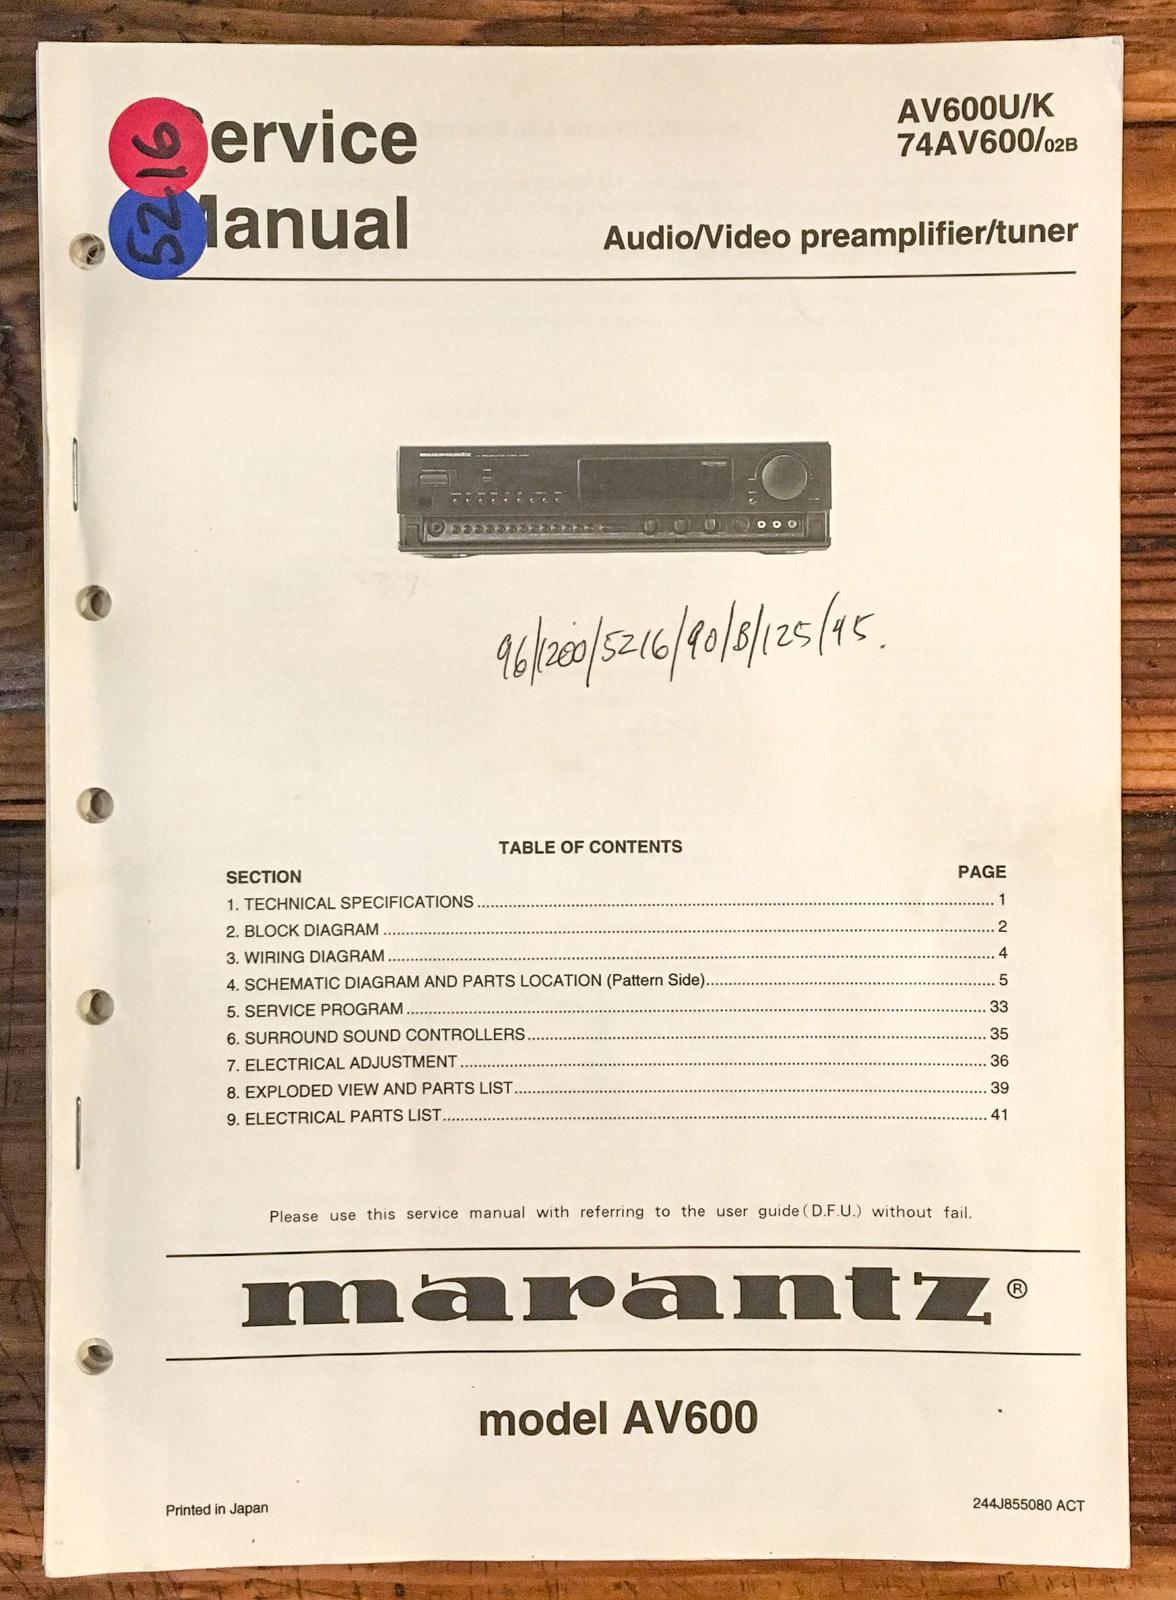 Service
Manual
52-16
AV600U/K
74AV600/02B
Audio/Video preamplifier/tuner
marantz
96/1200/5216/90/B/125/45.
TABLE OF CONTENTS
SECTION PAGE
1. TECHNICAL SPECIFICATIONS 1
2. BLOCK DIAGRAM 2
3. WIRING DIAGRAM 4
4. SCHEMATIC DIAGRAM AND PARTS LOCATION (Pattern Side) 5
5. SERVICE PROGRAM 33
6. SURROUND SOUND CONTROLLERS 35
7. ELECTRICAL ADJUSTMENT 36
8. EXPLODED VIEW AND PARTS LIST 39
9. ELECTRICAL PARTS LIST 41
Please use this service manual with referring to the user guide(D.F.U.) without fail.
marantz®
model AV600
Printed in Japan
244J855080 ACT